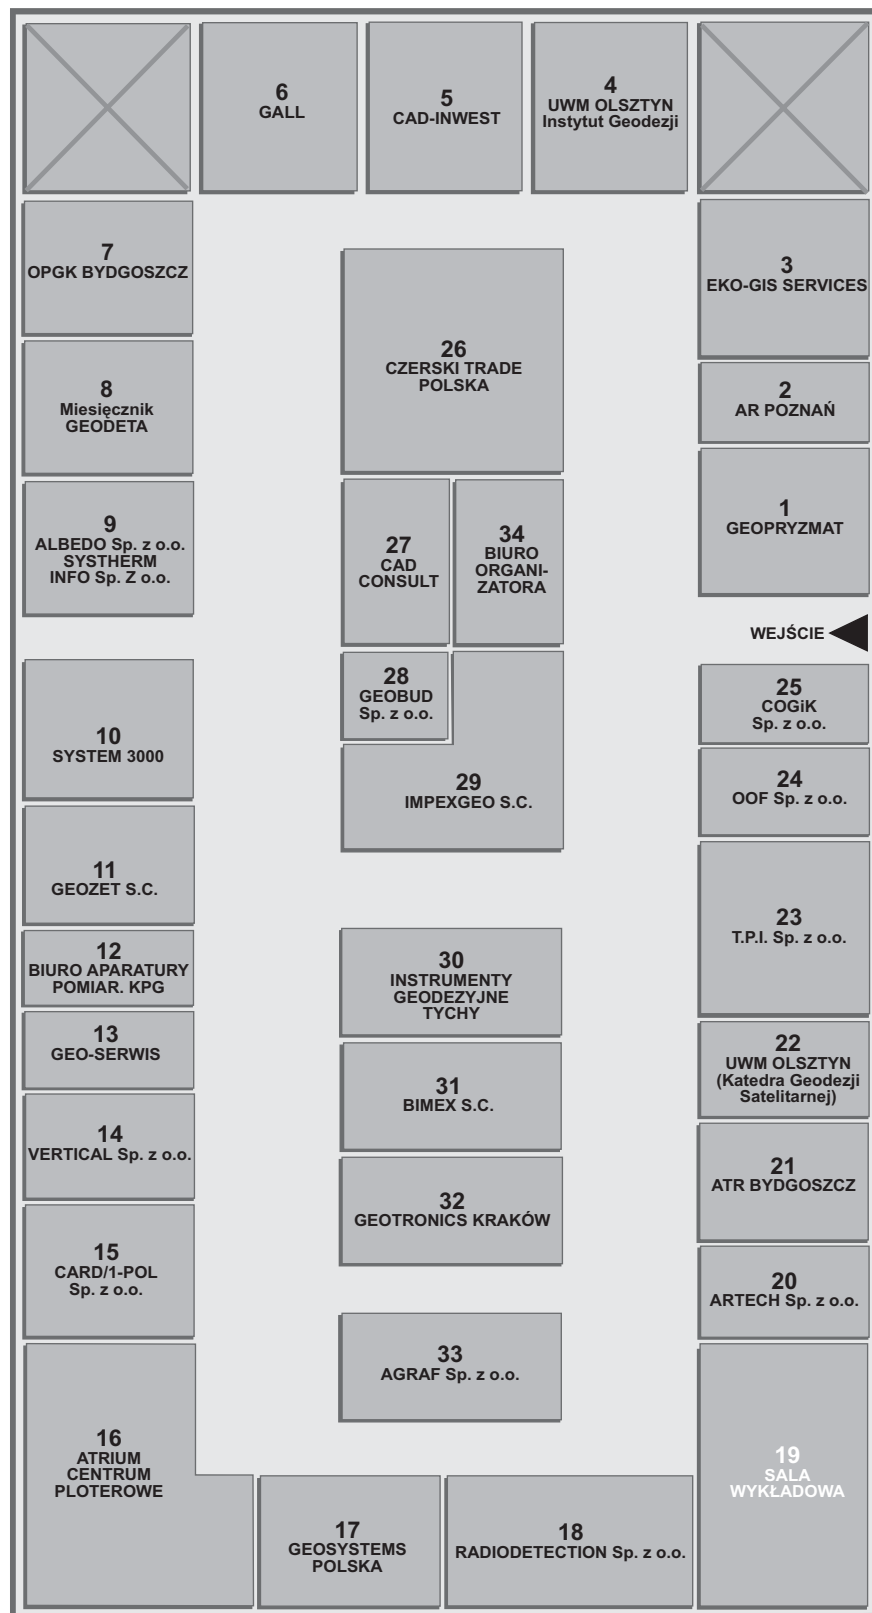 6
GALL
5
CAD-INWEST
4
UWM OLSZTYN
Instytut Geodezji
7
OPGK BYDGOSZCZ
3
EKO-GIS SERVICES
26
CZERSKI TRADE
POLSKA
8
Miesięcznik
GEODETA
2
AR POZNAŃ
9
ALBEDO Sp. z o.o.
SYSTHERM
INFO Sp. Z o.o.
27
CAD
CONSULT
34
BIURO
ORGANI-
ZATORA
1
GEOPRYZMAT
WEJŚCIE
28
GEOBUD
Sp. z o.o.
25
COGiK
Sp. z o.o.
10
SYSTEM 3000
29
IMPEXGEO S.C.
24
OOF Sp. z o.o.
11
GEOZET S.C.
23
T.P.I. Sp. z o.o.
12
BIURO APARATURY
POMIAR. KPG
30
INSTRUMENTY
GEODEZYJNE
TYCHY
13
GEO-SERWIS
22
UWM OLSZTYN
(Katedra Geodezji
Satelitarnej)
31
BIMEX S.C.
14
VERTICAL Sp. z o.o.
21
ATR BYDGOSZCZ
32
GEOTRONICS KRAKÓW
15
CARD/1-POL
Sp. z o.o.
20
ARTECH Sp. z o.o.
33
AGRAF Sp. z o.o.
16
ATRIUM
CENTRUM
PLOTEROWE
19
SALA
WYKŁADOWA
17
GEOSYSTEMS
POLSKA
18
RADIODETECTION Sp. z o.o.